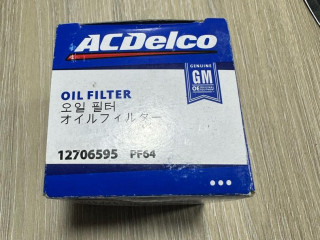 ACDelco
GENUINE
GM
OE
OIL FILTER
오일 필터
オイルフィルター
12706595 PF64